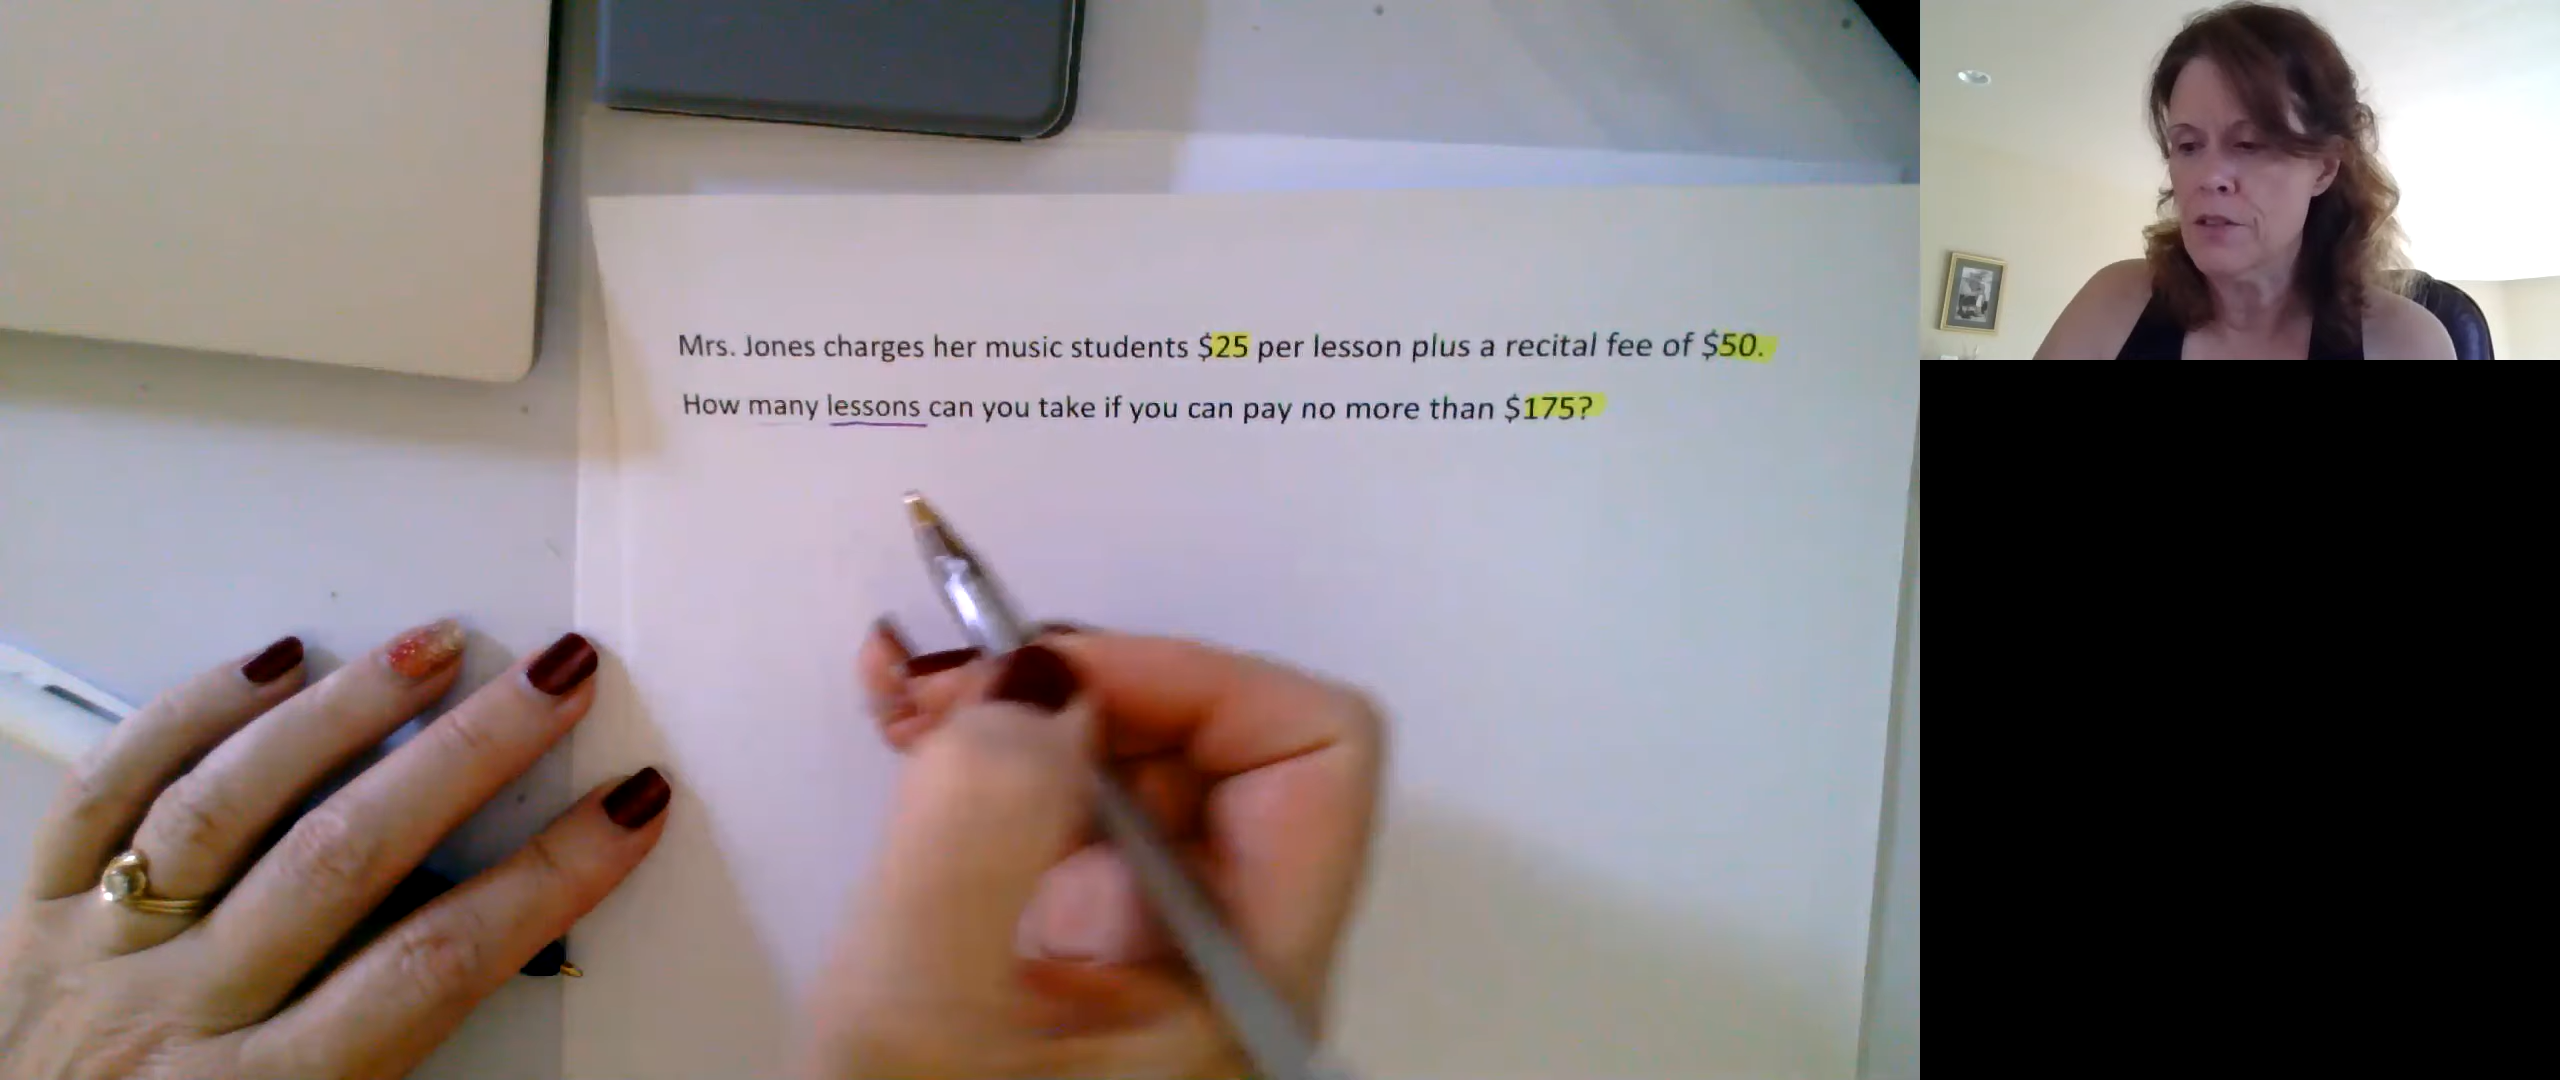 Mrs. Jones charges her music students $25 per lesson plus a recital fee of $50.
How many lessons can you take if you can pay no more than $175?